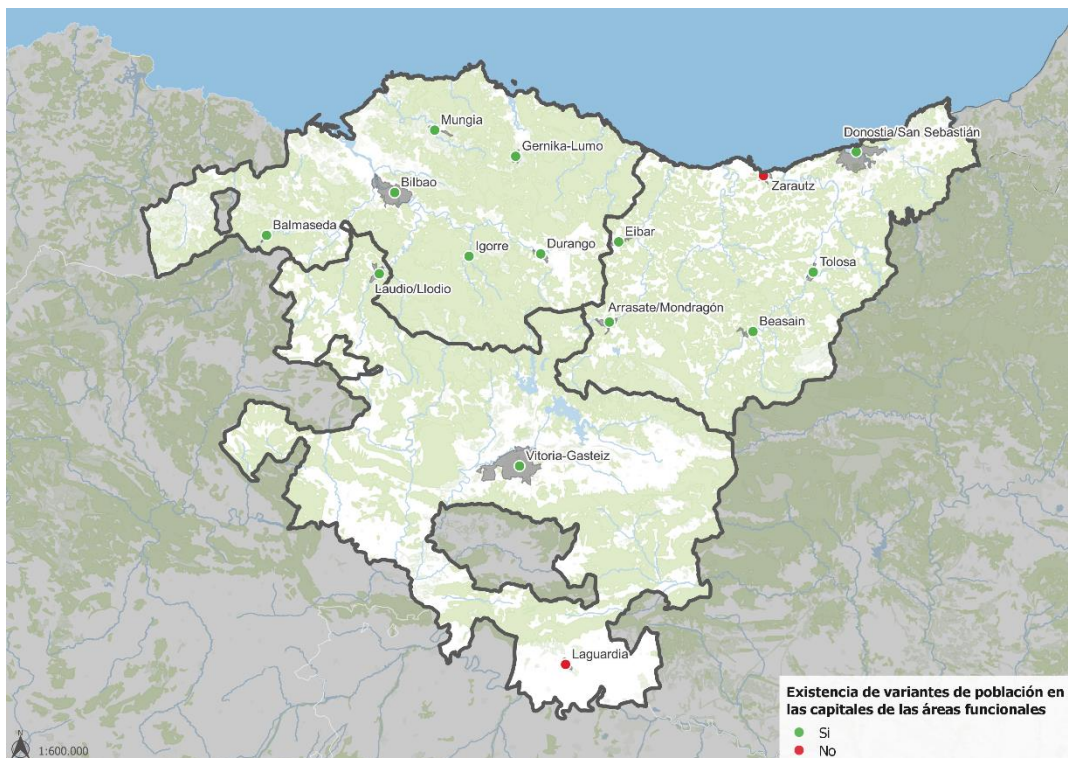 Mungia
Donostia/San Sebastián
Gernika-Lumo
Zarautz
Bilbao
Balmaseda
Eibar
Igorre
Durango
Tolosa
Laudio/Llodio
Arrasate/Mondragón
Beasain
Vitoria-Gasteiz
Laguardia
Existencia de variantes de población en
las capitales de las áreas funcionales
Si
No
1:600.000